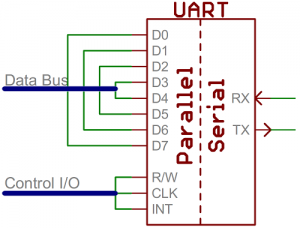 UART
D0
D1
D2
Data Bus
D3
D4
D5
D6
D7
Parallel
Serial
RX
TX
Control I/O
R/W
CLK
INT